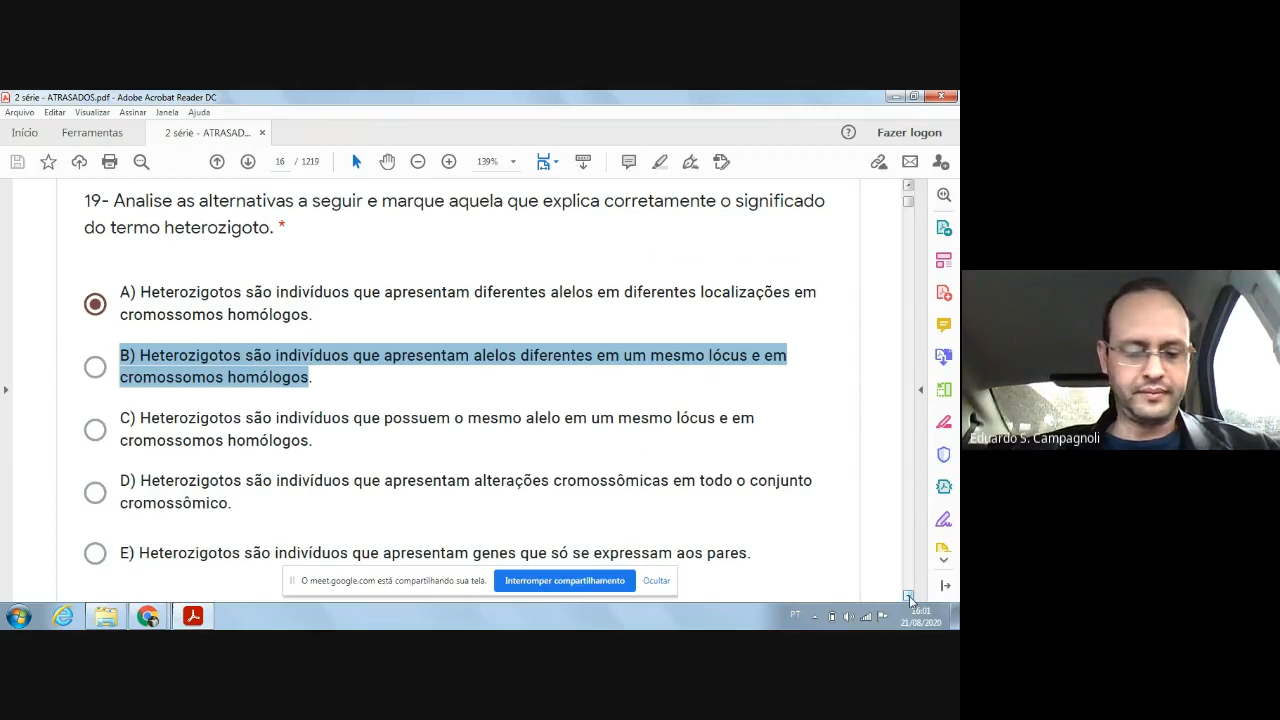 2 série - ATRASADOS.pdf - Adobe Acrobat Reader DC
Arquivo Editar Visualizar Assinar Janela Ajuda
Início Ferramentas 2 série - ATRASAD... × Fazer logon
16 / 1219 139%
19- Analise as alternativas a seguir e marque aquela que explica corretamente o significado
do termo heterozigoto. *
A) Heterozigotos são indivíduos que apresentam diferentes alelos em diferentes localizações em
cromossomos homólogos.
B) Heterozigotos são indivíduos que apresentam alelos diferentes em um mesmo lócus e em
cromossomos homólogos.
C) Heterozigotos são indivíduos que possuem o mesmo alelo em um mesmo lócus e em
cromossomos homólogos.
D) Heterozigotos são indivíduos que apresentam alterações cromossômicas em todo o conjunto
cromossômico.
E) Heterozigotos são indivíduos que apresentam genes que só se expressam aos pares.
O meet.google.com está compartilhando sua tela. Interromper compartilhamento Ocultar
PT 16:01
21/08/2020
Eduardo S. Campagnoli